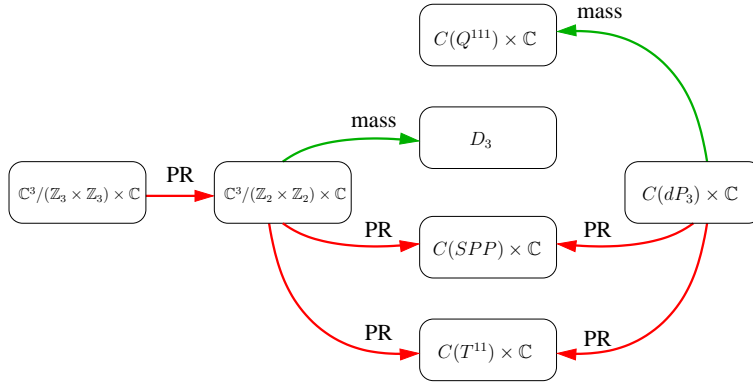 mass
C(Q¹¹¹) × ℂ
mass
D₃
PR
ℂ³/(ℤ₃ × ℤ₃) × ℂ
ℂ³/(ℤ₂ × ℤ₂) × ℂ
C(dP₃) × ℂ
PR
PR
C(SPP) × ℂ
PR
PR
C(T¹¹) × ℂ